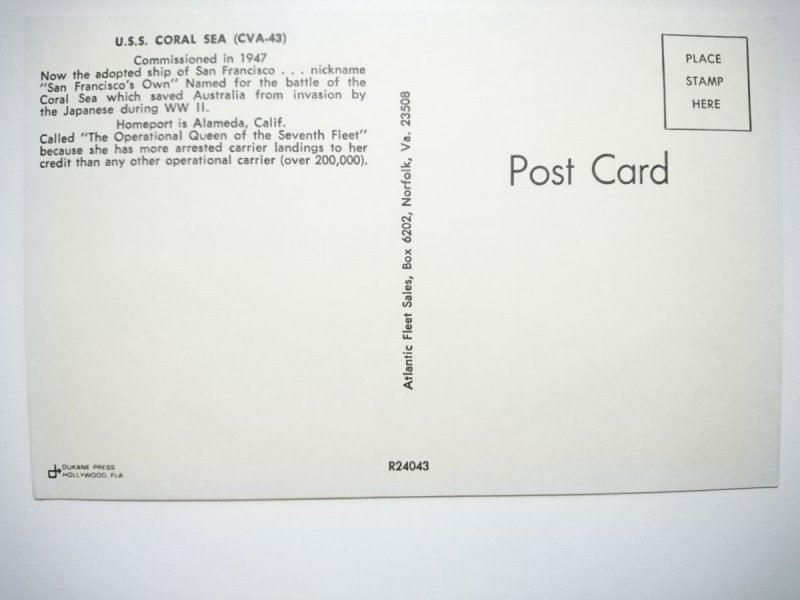 U.S.S. CORAL SEA (CVA-43)
Commissioned in 1947
Now the adopted ship of San Francisco . . . nickname
"San Francisco's Own" Named for the battle of the
Coral Sea which saved Australia from invasion by
the Japanese during WW II.
Homeport is Alameda, Calif.
Called "The Operational Queen of the Seventh Fleet"
because she has more arrested carrier landings to her
credit than any other operational carrier (over 200,000).
DUKANE PRESS
HOLLYWOOD, FLA
Atlantic Fleet Sales, Box 6202, Norfolk, Va. 23508
R24043
PLACE
STAMP
HERE
Post Card